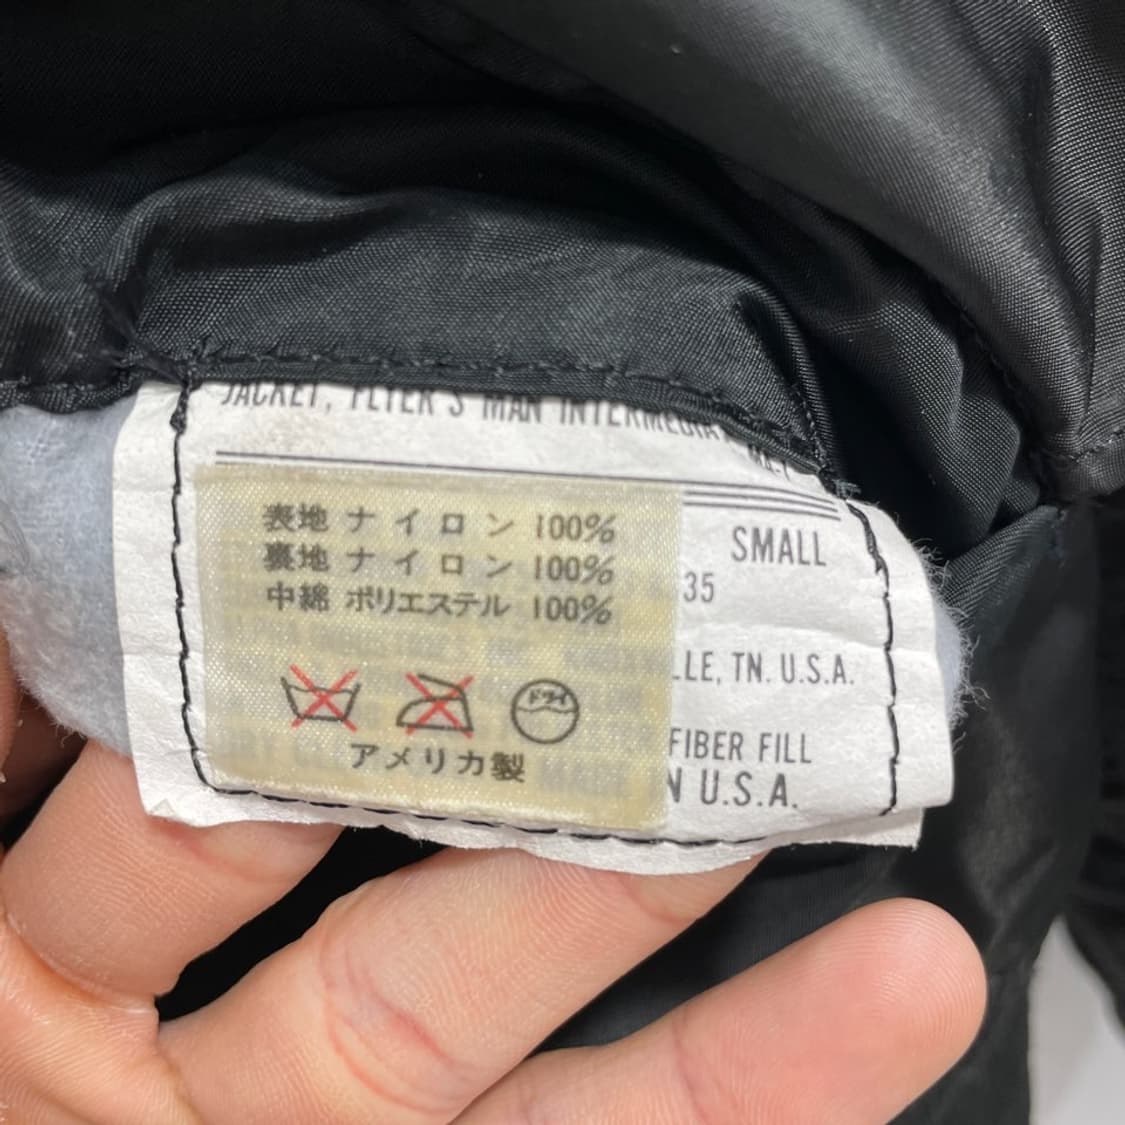 JACKET, FLYER'S MAN INTERMEDIA
MA-1
SMALL
35
LLE, TN. U.S.A.
FIBER FILL
N U.S.A.
表地 ナイロン 100%
裏地 ナイロン 100%
中綿 ポリエステル 100%
ドライ
アメリカ製